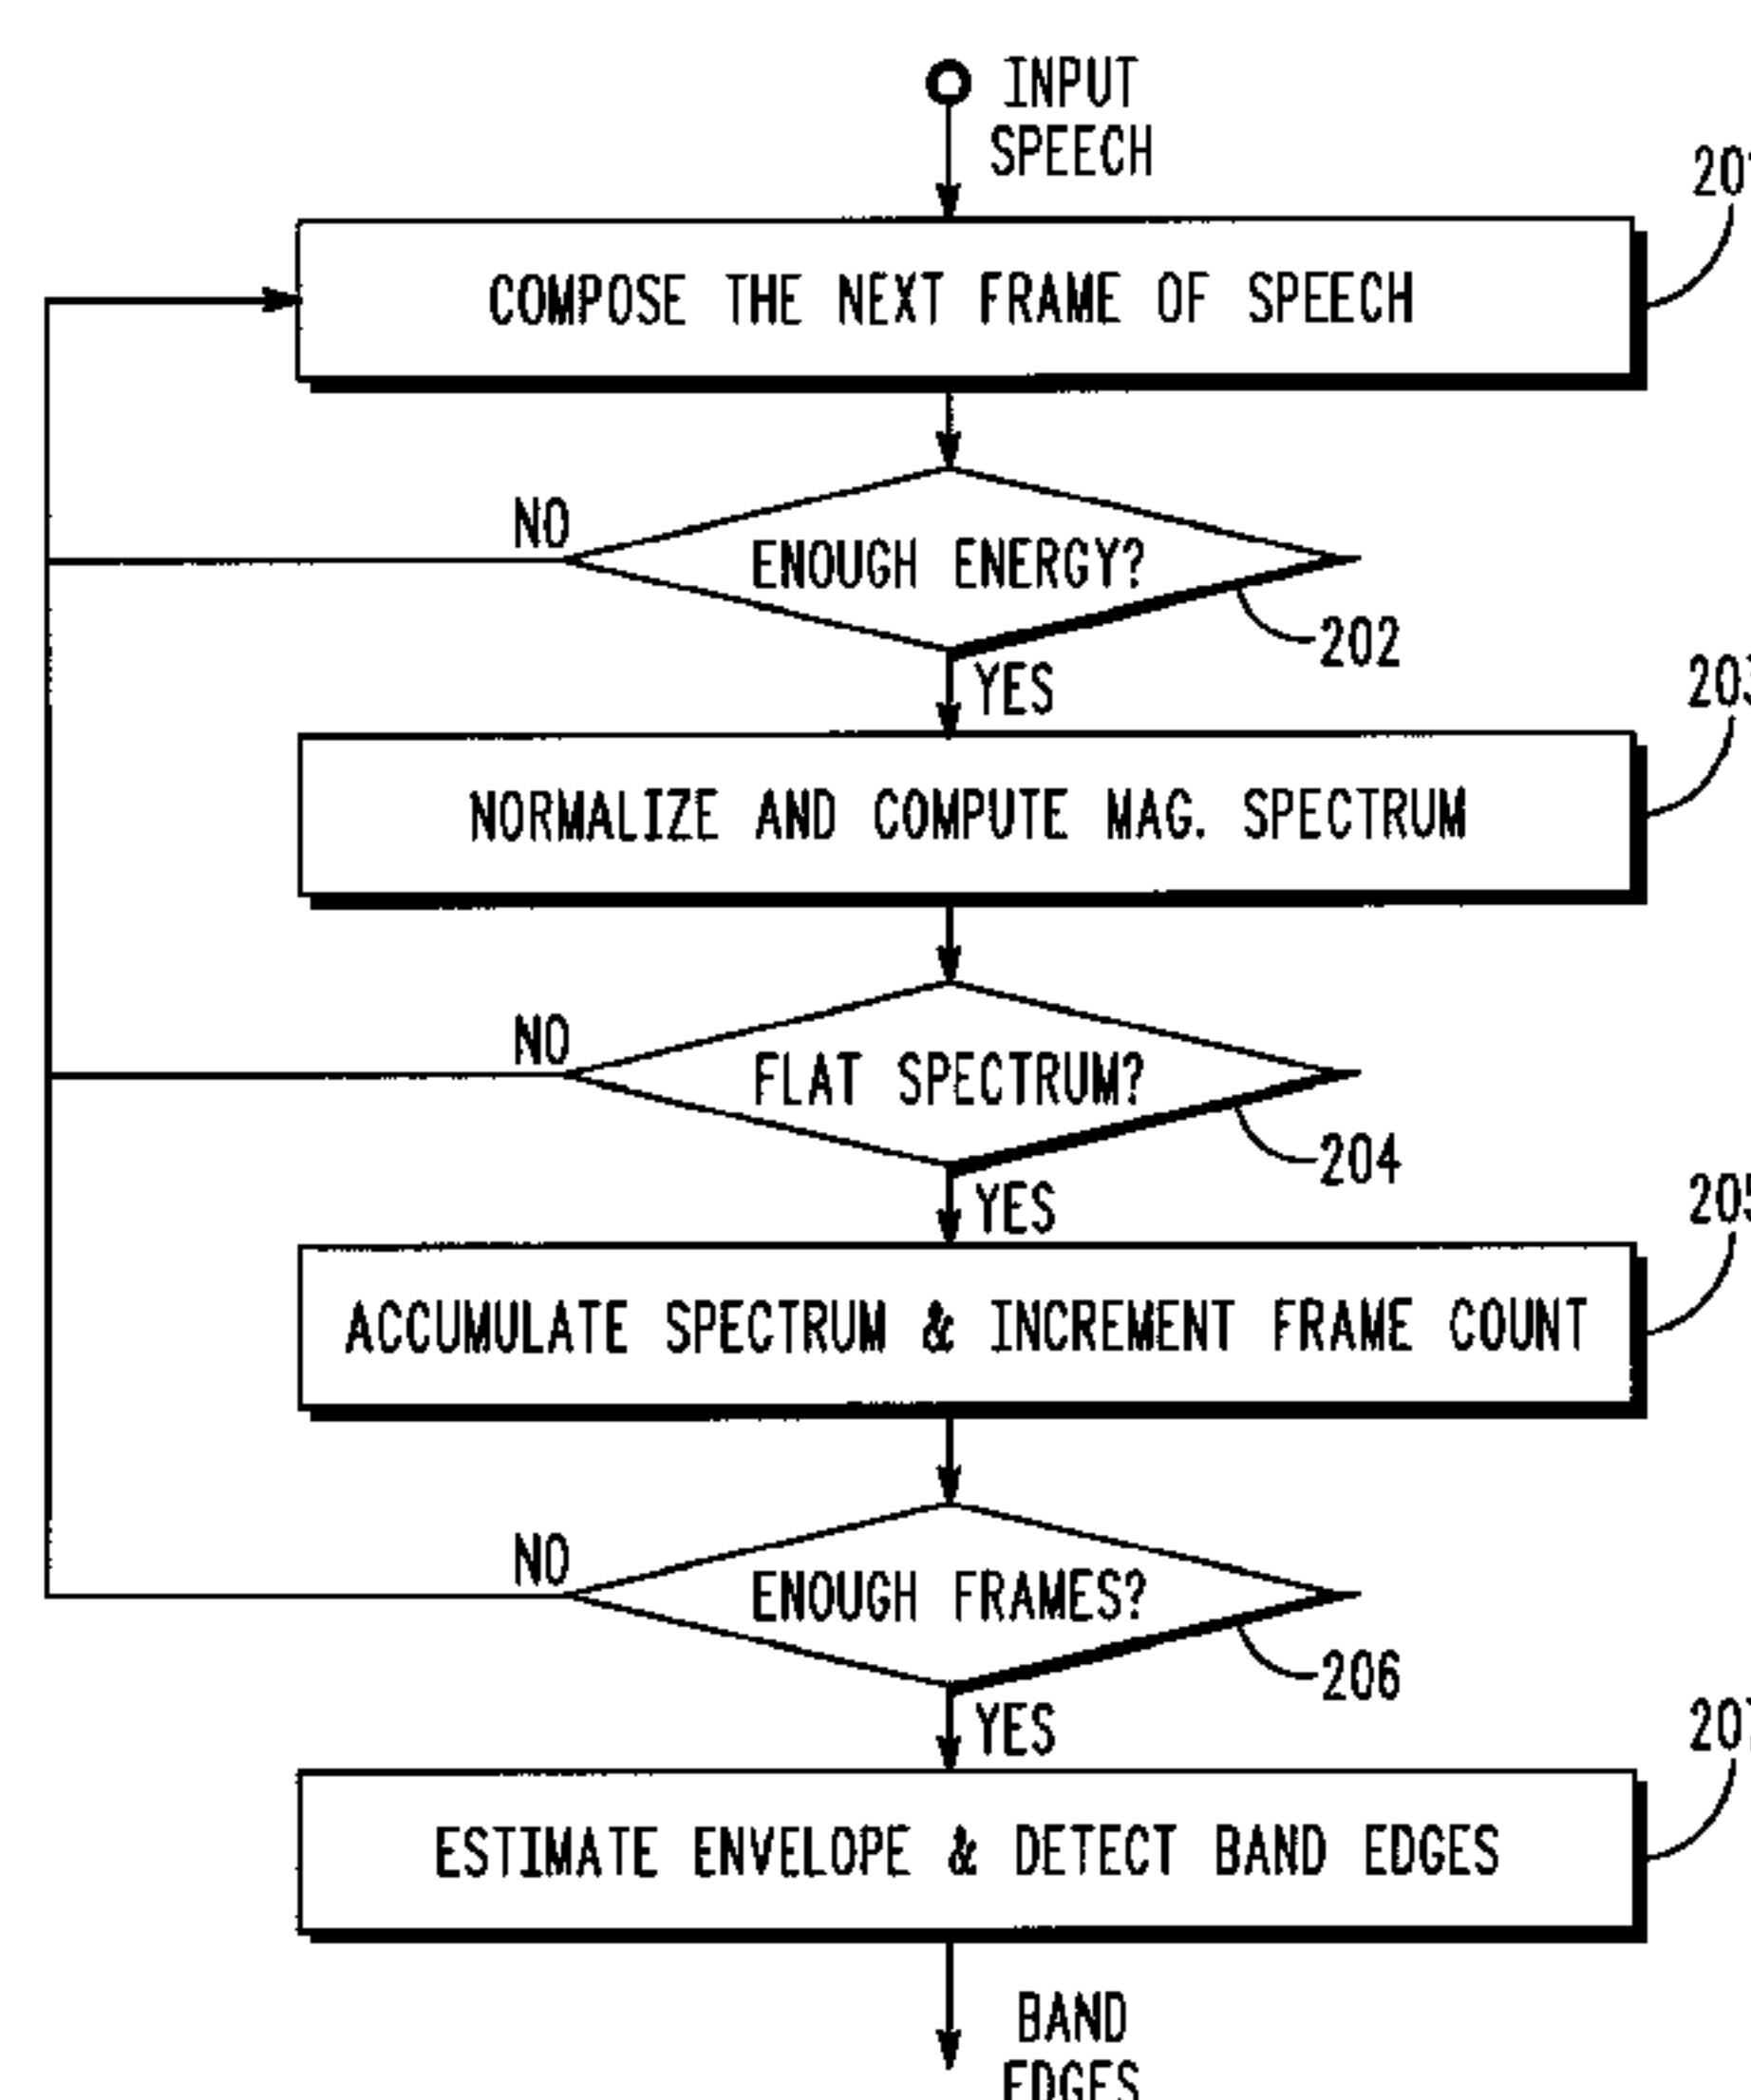 INPUT
SPEECH
COMPOSE THE NEXT FRAME OF SPEECH
NO
ENOUGH ENERGY?
202
YES
NORMALIZE AND COMPUTE MAG. SPECTRUM
NO
FLAT SPECTRUM?
204
YES
ACCUMULATE SPECTRUM & INCREMENT FRAME COUNT
NO
ENOUGH FRAMES?
206
YES
ESTIMATE ENVELOPE & DETECT BAND EDGES
BAND
EDGES